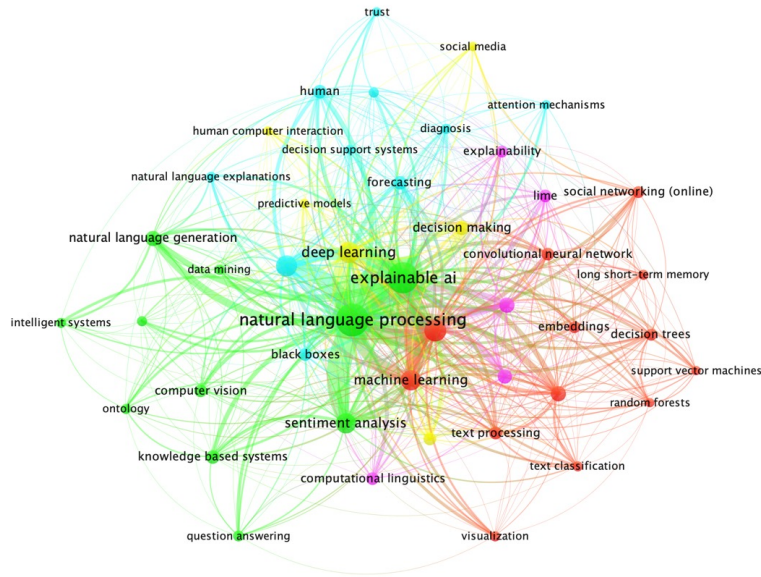 trust
social media
human
attention mechanisms
human computer interaction
diagnosis
decision support systems
explainability
natural language explanations
forecasting
lime
social networking (online)
predictive models
decision making
natural language generation
deep learning
convolutional neural network
data mining
explainable ai
long short-term memory
intelligent systems
natural language processing
embeddings
decision trees
black boxes
support vector machines
machine learning
computer vision
random forests
ontology
sentiment analysis
text processing
knowledge based systems
text classification
computational linguistics
question answering
visualization